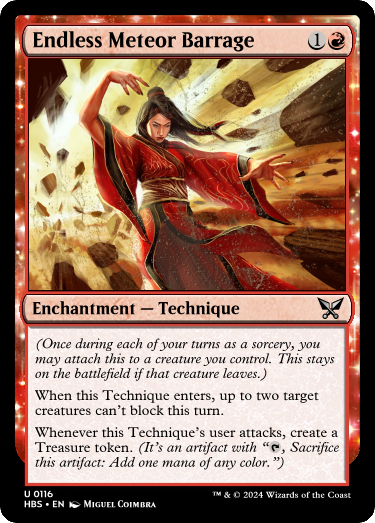 Endless Meteor Barrage 1
Enchantment — Technique
(Once during each of your turns as a sorcery, you
may attach this to a creature you control. This stays
on the battlefield if that creature leaves.)
When this Technique enters, up to two target
creatures can't block this turn.
Whenever this Technique's user attacks, create a
Treasure token. (It's an artifact with “, Sacrifice
this artifact: Add one mana of any color.”)
U 0116
HBS • EN Miguel Coimbra
™ & © 2024 Wizards of the Coast